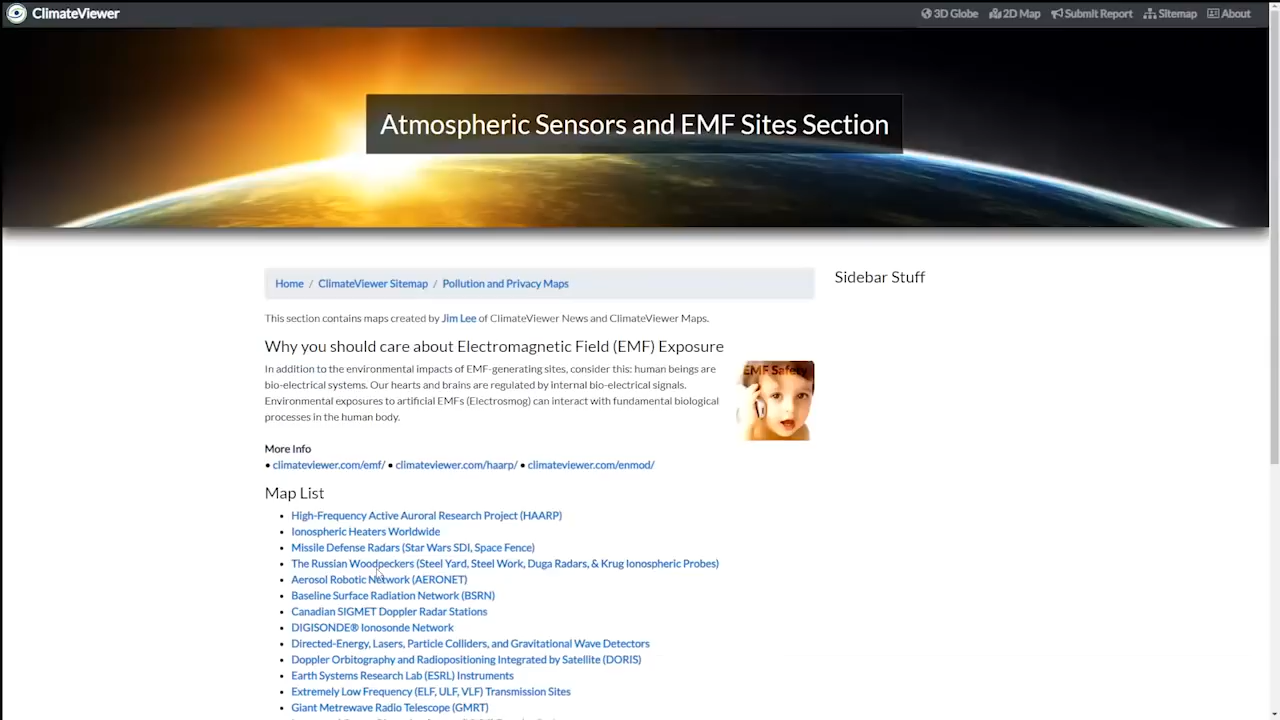 ClimateViewer
3D Globe
2D Map
Submit Report
Sitemap
About
Atmospheric Sensors and EMF Sites Section
Home / ClimateViewer Sitemap / Pollution and Privacy Maps
Sidebar Stuff
This section contains maps created by Jim Lee of ClimateViewer News and ClimateViewer Maps.
Why you should care about Electromagnetic Field (EMF) Exposure
In addition to the environmental impacts of EMF-generating sites, consider this: human beings are
bio-electrical systems. Our hearts and brains are regulated by internal bio-electrical signals.
Environmental exposures to artificial EMFs (Electrosmog) can interact with fundamental biological
processes in the human body.
EMF Safety
More Info
• climateviewer.com/emf/ • climateviewer.com/haarp/ • climateviewer.com/enmod/
Map List
• High-Frequency Active Auroral Research Project (HAARP)
• Ionospheric Heaters Worldwide
• Missile Defense Radars (Star Wars SDI, Space Fence)
• The Russian Woodpeckers (Steel Yard, Steel Work, Duga Radars, & Krug Ionospheric Probes)
• Aerosol Robotic Network (AERONET)
• Baseline Surface Radiation Network (BSRN)
• Canadian SIGMET Doppler Radar Stations
• DIGISONDE® Ionosonde Network
• Directed-Energy, Lasers, Particle Colliders, and Gravitational Wave Detectors
• Doppler Orbitography and Radiopositioning Integrated by Satellite (DORIS)
• Earth Systems Research Lab (ESRL) Instruments
• Extremely Low Frequency (ELF, ULF, VLF) Transmission Sites
• Giant Metrewave Radio Telescope (GMRT)